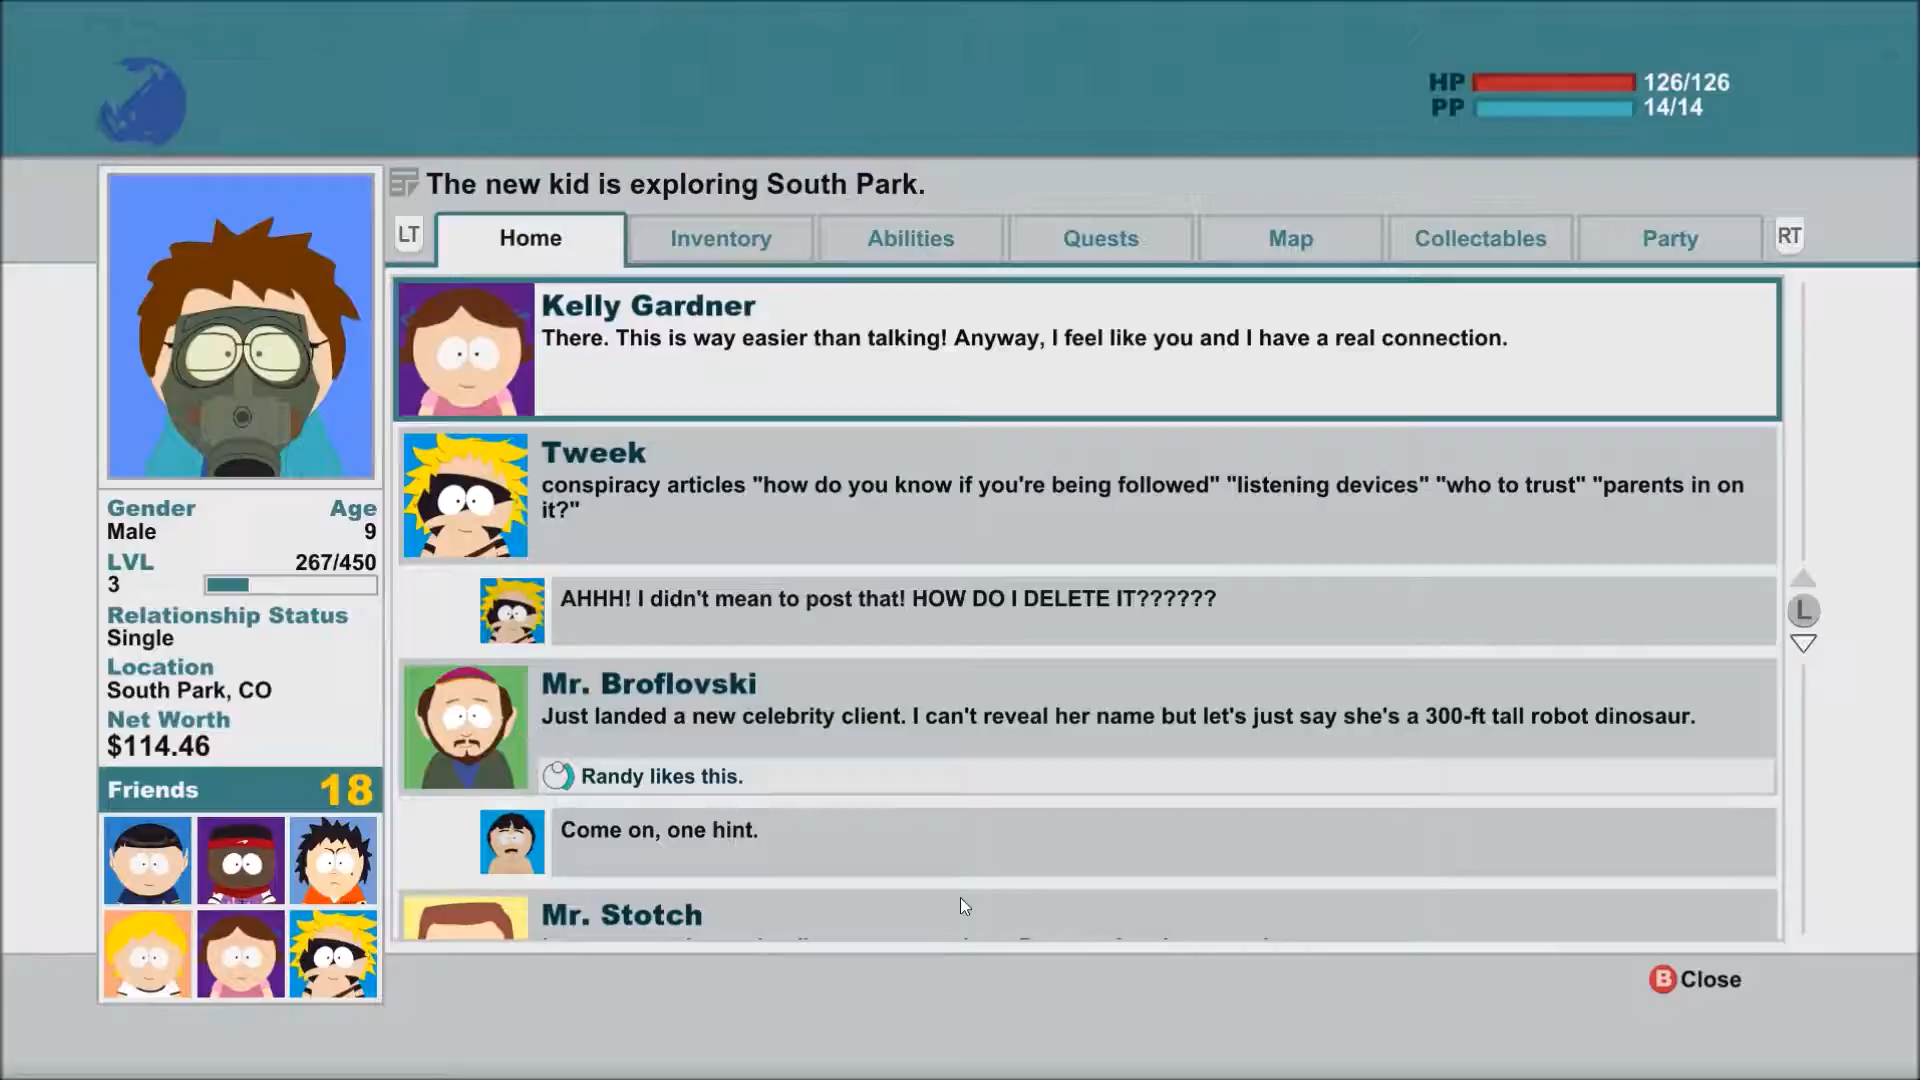 HP 126/126
PP 14/14
The new kid is exploring South Park.
LT Home Inventory Abilities Quests Map Collectables Party RT
Kelly Gardner
There. This is way easier than talking! Anyway, I feel like you and I have a real connection.
Tweek
conspiracy articles "how do you know if you're being followed" "listening devices" "who to trust" "parents in on
it?"
AHHH! I didn't mean to post that! HOW DO I DELETE IT??????
Mr. Broflovski
Just landed a new celebrity client. I can't reveal her name but let's just say she's a 300-ft tall robot dinosaur.
Randy likes this.
Come on, one hint.
Mr. Stotch
Gender Age
Male 9
LVL 267/450
3
Relationship Status
Single
Location
South Park, CO
Net Worth
$114.46
Friends 18
L
B Close